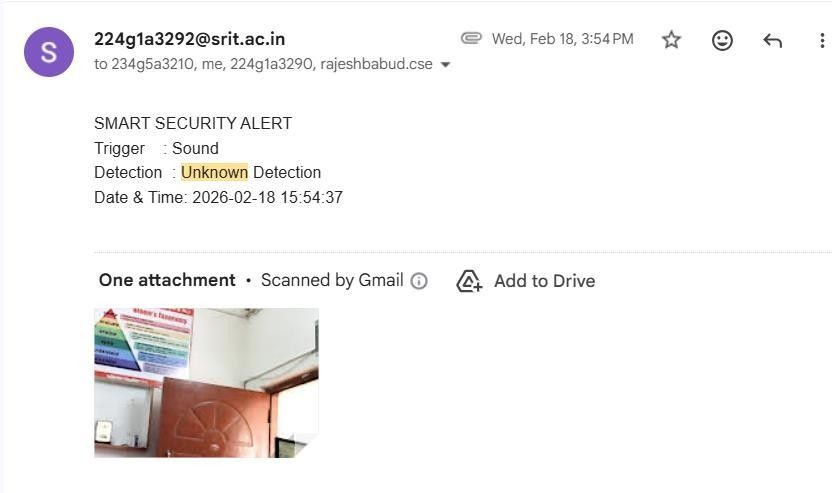 S
224g1a3292@srit.ac.in
Wed, Feb 18, 3:54 PM
to 234g5a3210, me, 224g1a3290, rajeshbabud.cse
SMART SECURITY ALERT
Trigger : Sound
Detection : Unknown Detection
Date & Time: 2026-02-18 15:54:37
One attachment • Scanned by Gmail
Add to Drive
Bloom's Taxonomy